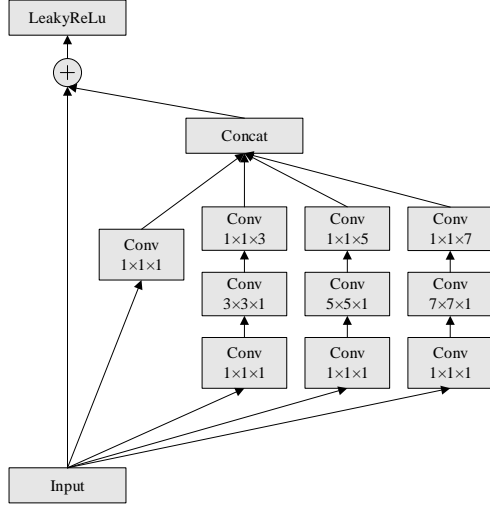 LeakyReLu
+
Concat
Conv
1×1×1
Conv
1×1×3
Conv
1×1×5
Conv
1×1×7
Conv
3×3×1
Conv
5×5×1
Conv
7×7×1
Conv
1×1×1
Conv
1×1×1
Conv
1×1×1
Input